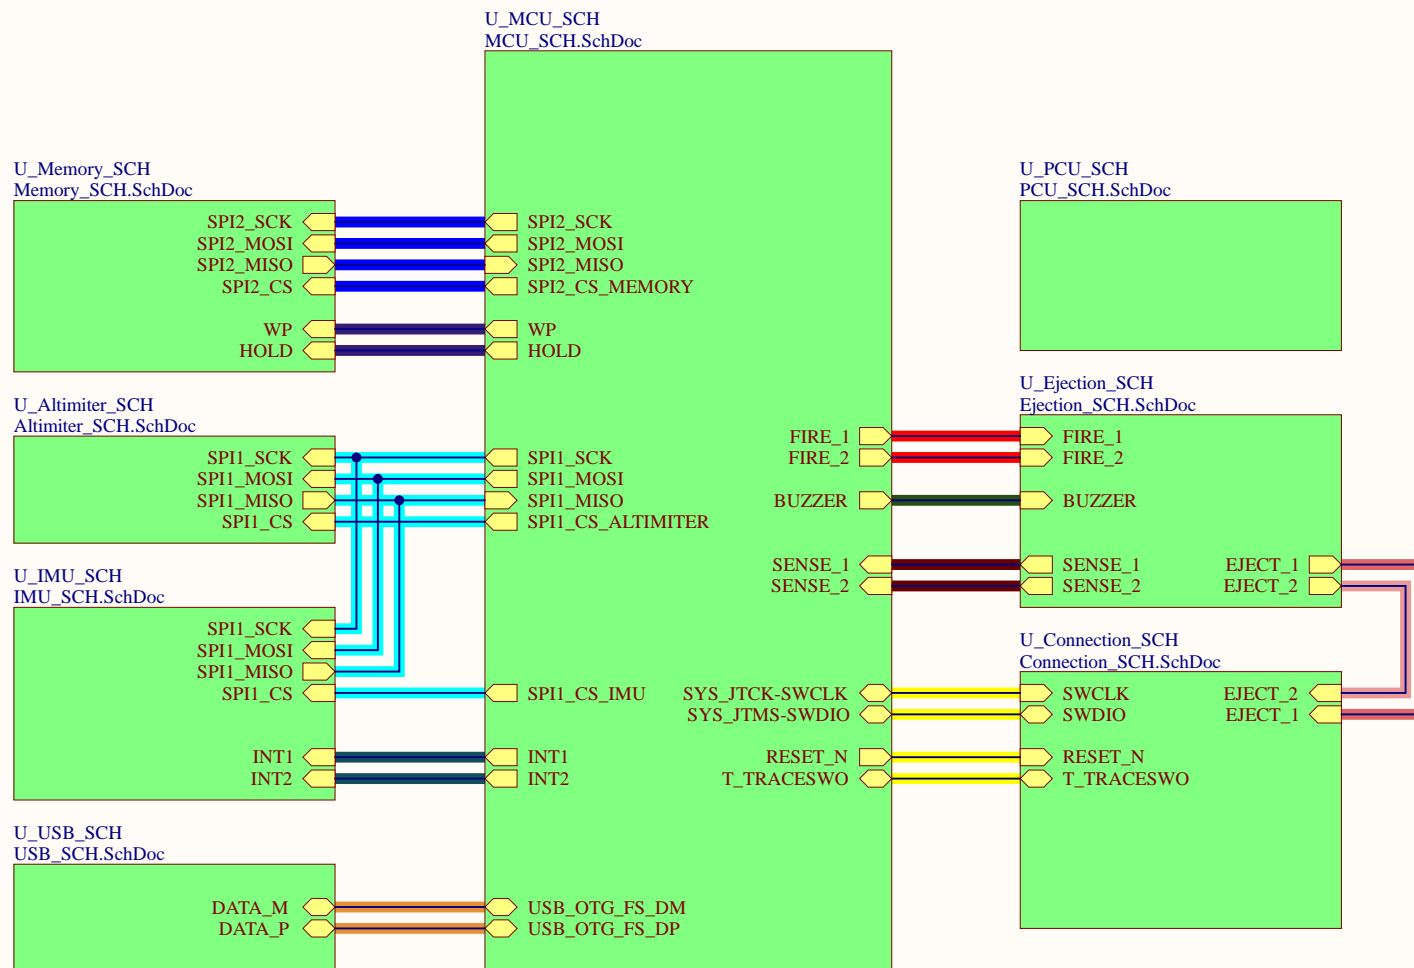 U_MCU_SCH
MCU_SCH.SchDoc
U_Memory_SCH
Memory_SCH.SchDoc
SPI2_SCK
SPI2_MOSI
SPI2_MISO
SPI2_CS
WP
HOLD
U_Altimiter_SCH
Altimiter_SCH.SchDoc
SPI1_SCK
SPI1_MOSI
SPI1_MISO
SPI1_CS
U_IMU_SCH
IMU_SCH.SchDoc
SPI1_SCK
SPI1_MOSI
SPI1_MISO
SPI1_CS
INT1
INT2
U_USB_SCH
USB_SCH.SchDoc
DATA_M
DATA_P
SPI2_SCK
SPI2_MOSI
SPI2_MISO
SPI2_CS_MEMORY
WP
HOLD
SPI1_SCK
SPI1_MOSI
SPI1_MISO
SPI1_CS_ALTIMITER
SPI1_CS_IMU
INT1
INT2
USB_OTG_FS_DM
USB_OTG_FS_DP
FIRE_1
FIRE_2
BUZZER
SENSE_1
SENSE_2
SYS_JTCK-SWCLK
SYS_JTMS-SWDIO
RESET_N
T_TRACESWO
U_PCU_SCH
PCU_SCH.SchDoc
U_Ejection_SCH
Ejection_SCH.SchDoc
FIRE_1
FIRE_2
BUZZER
SENSE_1
SENSE_2
EJECT_1
EJECT_2
U_Connection_SCH
Connection_SCH.SchDoc
SWCLK
SWDIO
RESET_N
T_TRACESWO
EJECT_2
EJECT_1